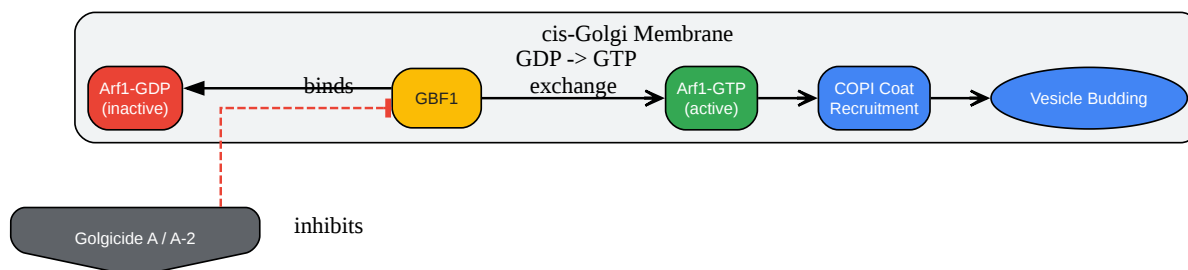 cis-Golgi Membrane
GDP -> GTP
exchange
Arf1-GDP
(inactive)
binds
GBF1
Arf1-GTP
(active)
COPI Coat
Recruitment
Vesicle Budding
Golgicide A / A-2
inhibits